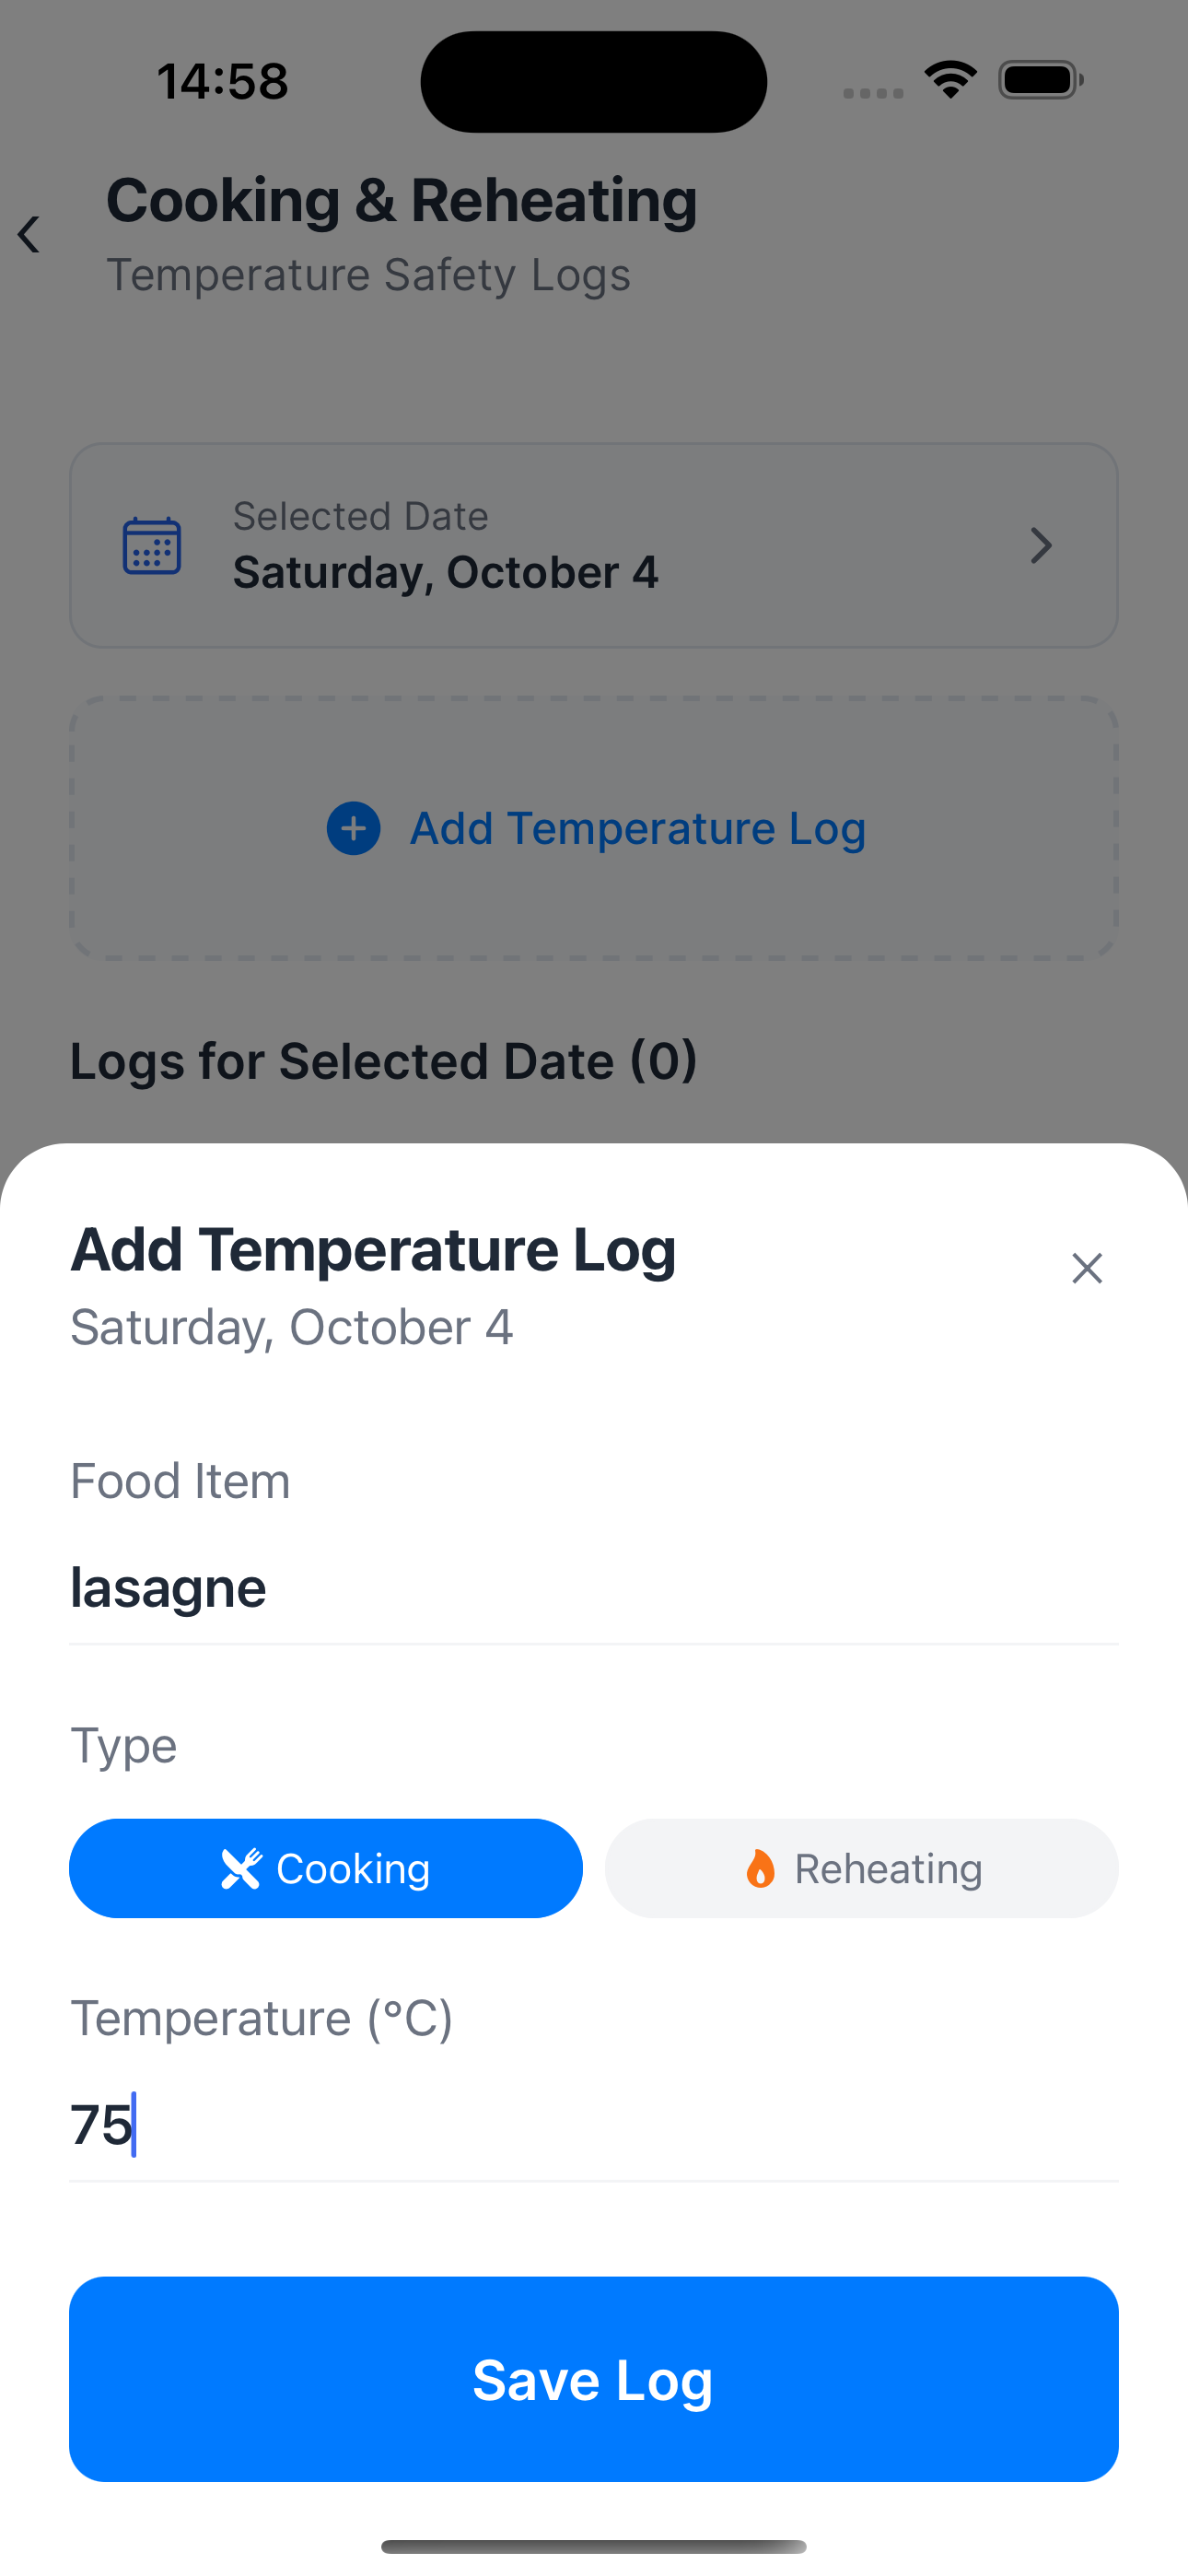 14:58
Cooking & Reheating
Temperature Safety Logs
Selected Date
Saturday, October 4
Add Temperature Log
Logs for Selected Date (0)
Add Temperature Log
Saturday, October 4
Food Item
lasagne
Type
Cooking
Reheating
Temperature (°C)
75
Save Log